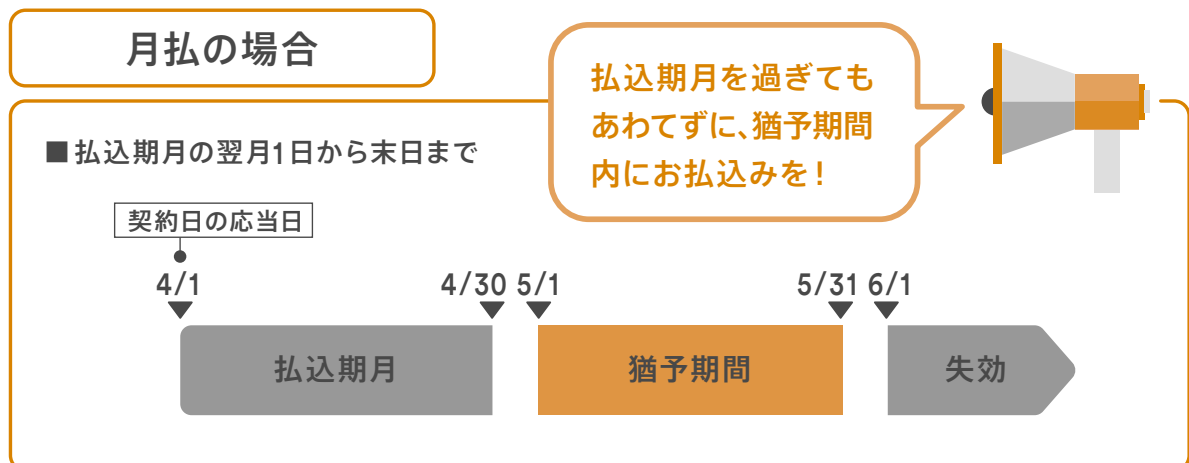 月払の場合
払込期月を過ぎても
あわてずに、猶予期間
内にお払込みを!
■払込期月の翌月1日から末日まで
契約日の応当日
4/1 4/30 5/1 5/31 6/1
払込期月 猶予期間 失効